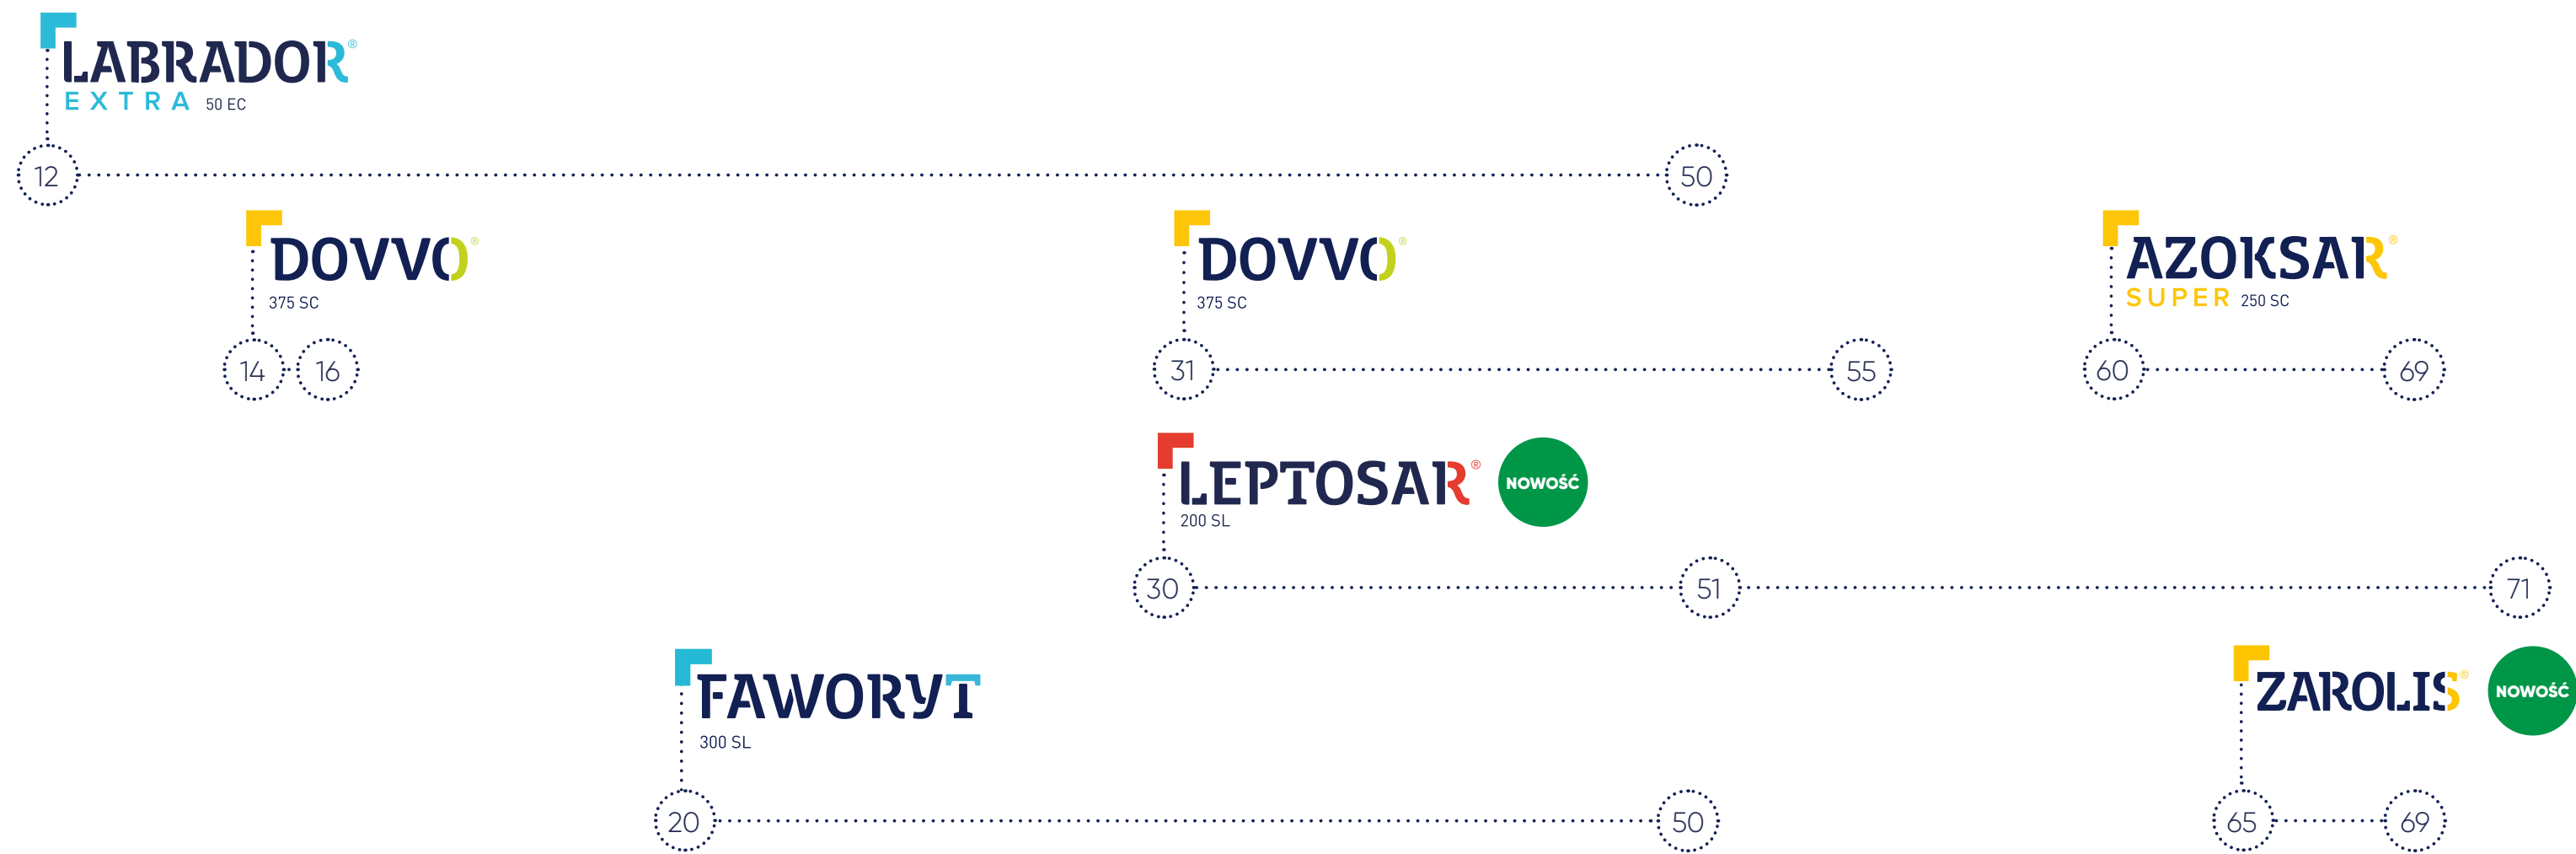 LABRADOR®
EXTRA 50 EC
12 50
DOVVO®
375 SC
14 16
DOVVO®
375 SC
31 55
AZOKSAR®
SUPER 250 SC
60 69
LEPTOSAR®
200 SL
NOWOŚĆ
30 51 71
FAWORYT
300 SL
20 50
ZAROLIS®
NOWOŚĆ
65 69